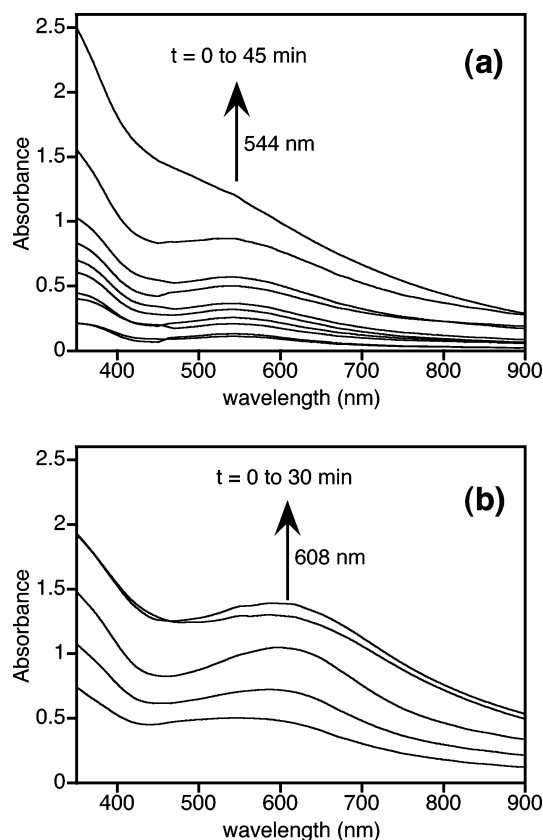 2.5
(a)
t = 0 to 45 min
2
544 nm
1.5
Absorbance
1
0.5
0
400 500 600 700 800 900
wavelength (nm)
2.5
(b)
t = 0 to 30 min
2
608 nm
1.5
Absorbance
1
0.5
0
400 500 600 700 800 900
wavelength (nm)